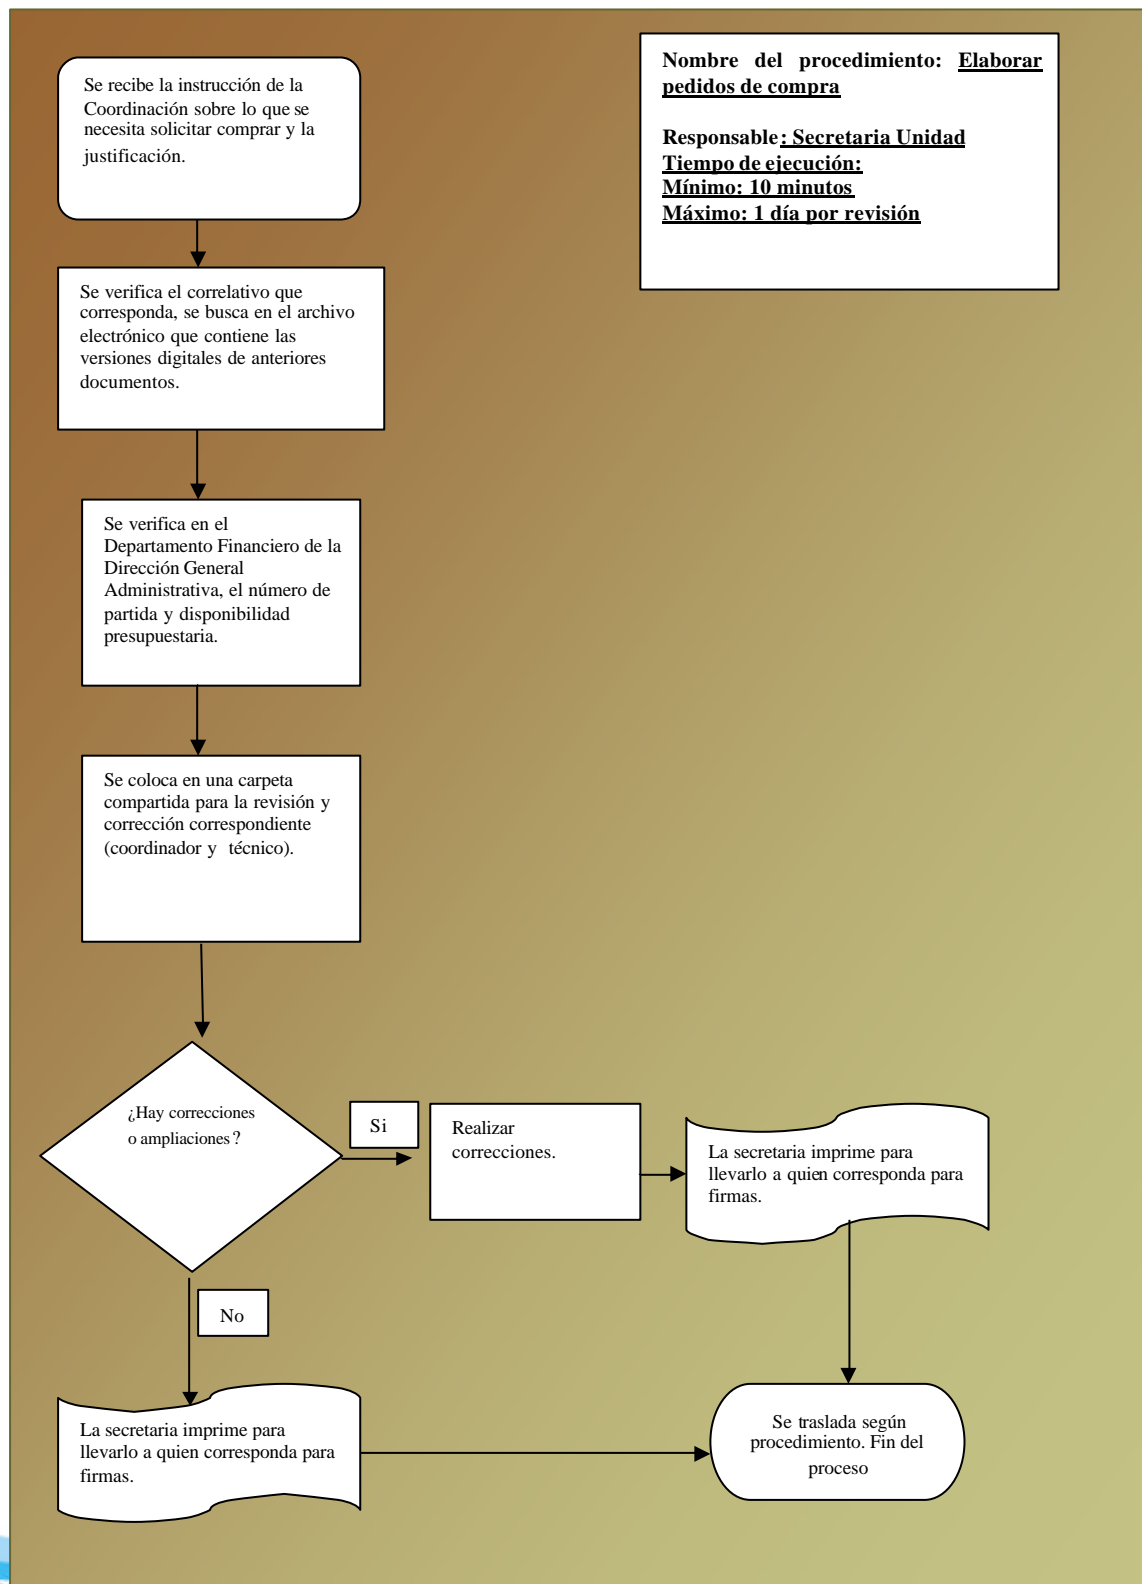 Se recibe la instrucción de la
Coordinación sobre lo que se
necesita solicitar comprar y la
justificación.
Nombre del procedimiento: Elaborar
pedidos de compra
Responsable: Secretaria Unidad
Tiempo de ejecución:
Mínimo: 10 minutos
Máximo: 1 día por revisión
Se verifica el correlativo que
corresponda, se busca en el archivo
electrónico que contiene las
versiones digitales de anteriores
documentos.
Se verifica en el
Departamento Financiero de la
Dirección General
Administrativa, el número de
partida y disponibilidad
presupuestaria.
Se coloca en una carpeta
compartida para la revisión y
corrección correspondiente
(coordinador y técnico).
¿Hay correcciones
o ampliaciones?
Si
Realizar
correcciones.
La secretaria imprime para
llevarlo a quien corresponda para
firmas.
No
La secretaria imprime para
llevarlo a quien corresponda para
firmas.
Se traslada según
procedimiento. Fin del
proceso